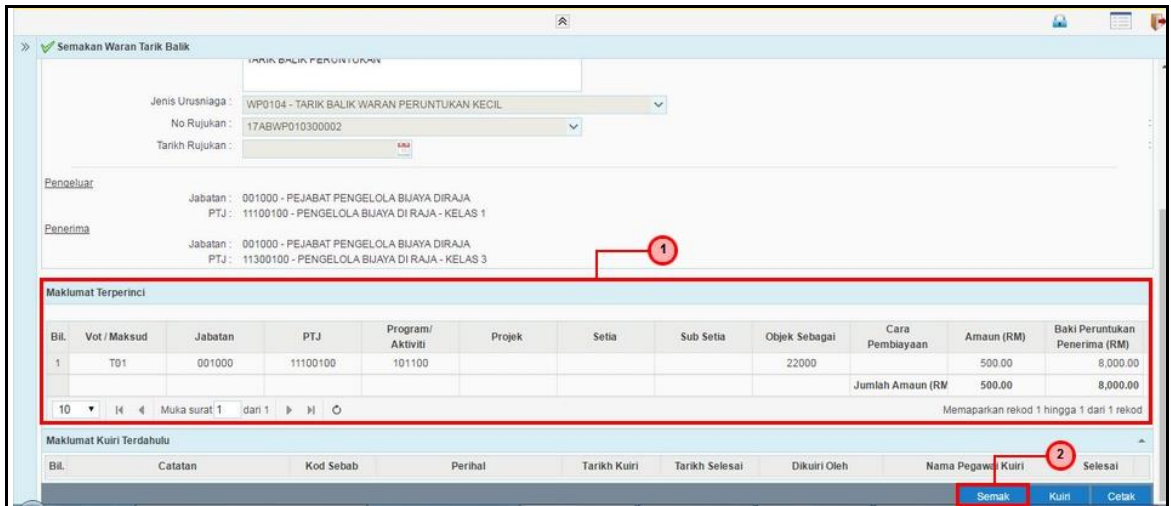 Semakan Waran Tarik Balik
TARIK BALIK PERUNTUKAN
Jenis Urusniaga : WP0104 - TARIK BALIK WARAN PERUNTUKAN KECIL
No Rujukan : 17ABWP010300002
Tarikh Rujukan :
Pengeluar
Jabatan : 001000 - PEJABAT PENGELOLA BIJAYA DIRAJA
PTJ : 11100100 - PENGELOLA BIJAYA DI RAJA - KELAS 1
Penerima
Jabatan : 001000 - PEJABAT PENGELOLA BIJAYA DIRAJA
PTJ : 11300100 - PENGELOLA BIJAYA DI RAJA - KELAS 3
1
Maklumat Terperinci
Bil. Vot / Maksud Jabatan PTJ Program/ Aktiviti Projek Setia Sub Setia Objek Sebagai Cara Pembiayaan Amaun (RM) Baki Peruntukan Penerima (RM)
1 T01 001000 11100100 101100 22000 500.00 8,000.00
Jumlah Amaun (RM 500.00 8,000.00
10 Muka surat 1 dari 1 Memaparkan rekod 1 hingga 1 dari 1 rekod
Maklumat Kuiri Terdahulu
Bil. Catatan Kod Sebab Perihal Tarikh Kuiri Tarikh Selesai Dikuiri Oleh Nama Pegawai Kuiri Selesai
2
Semak Kuiri Cetak